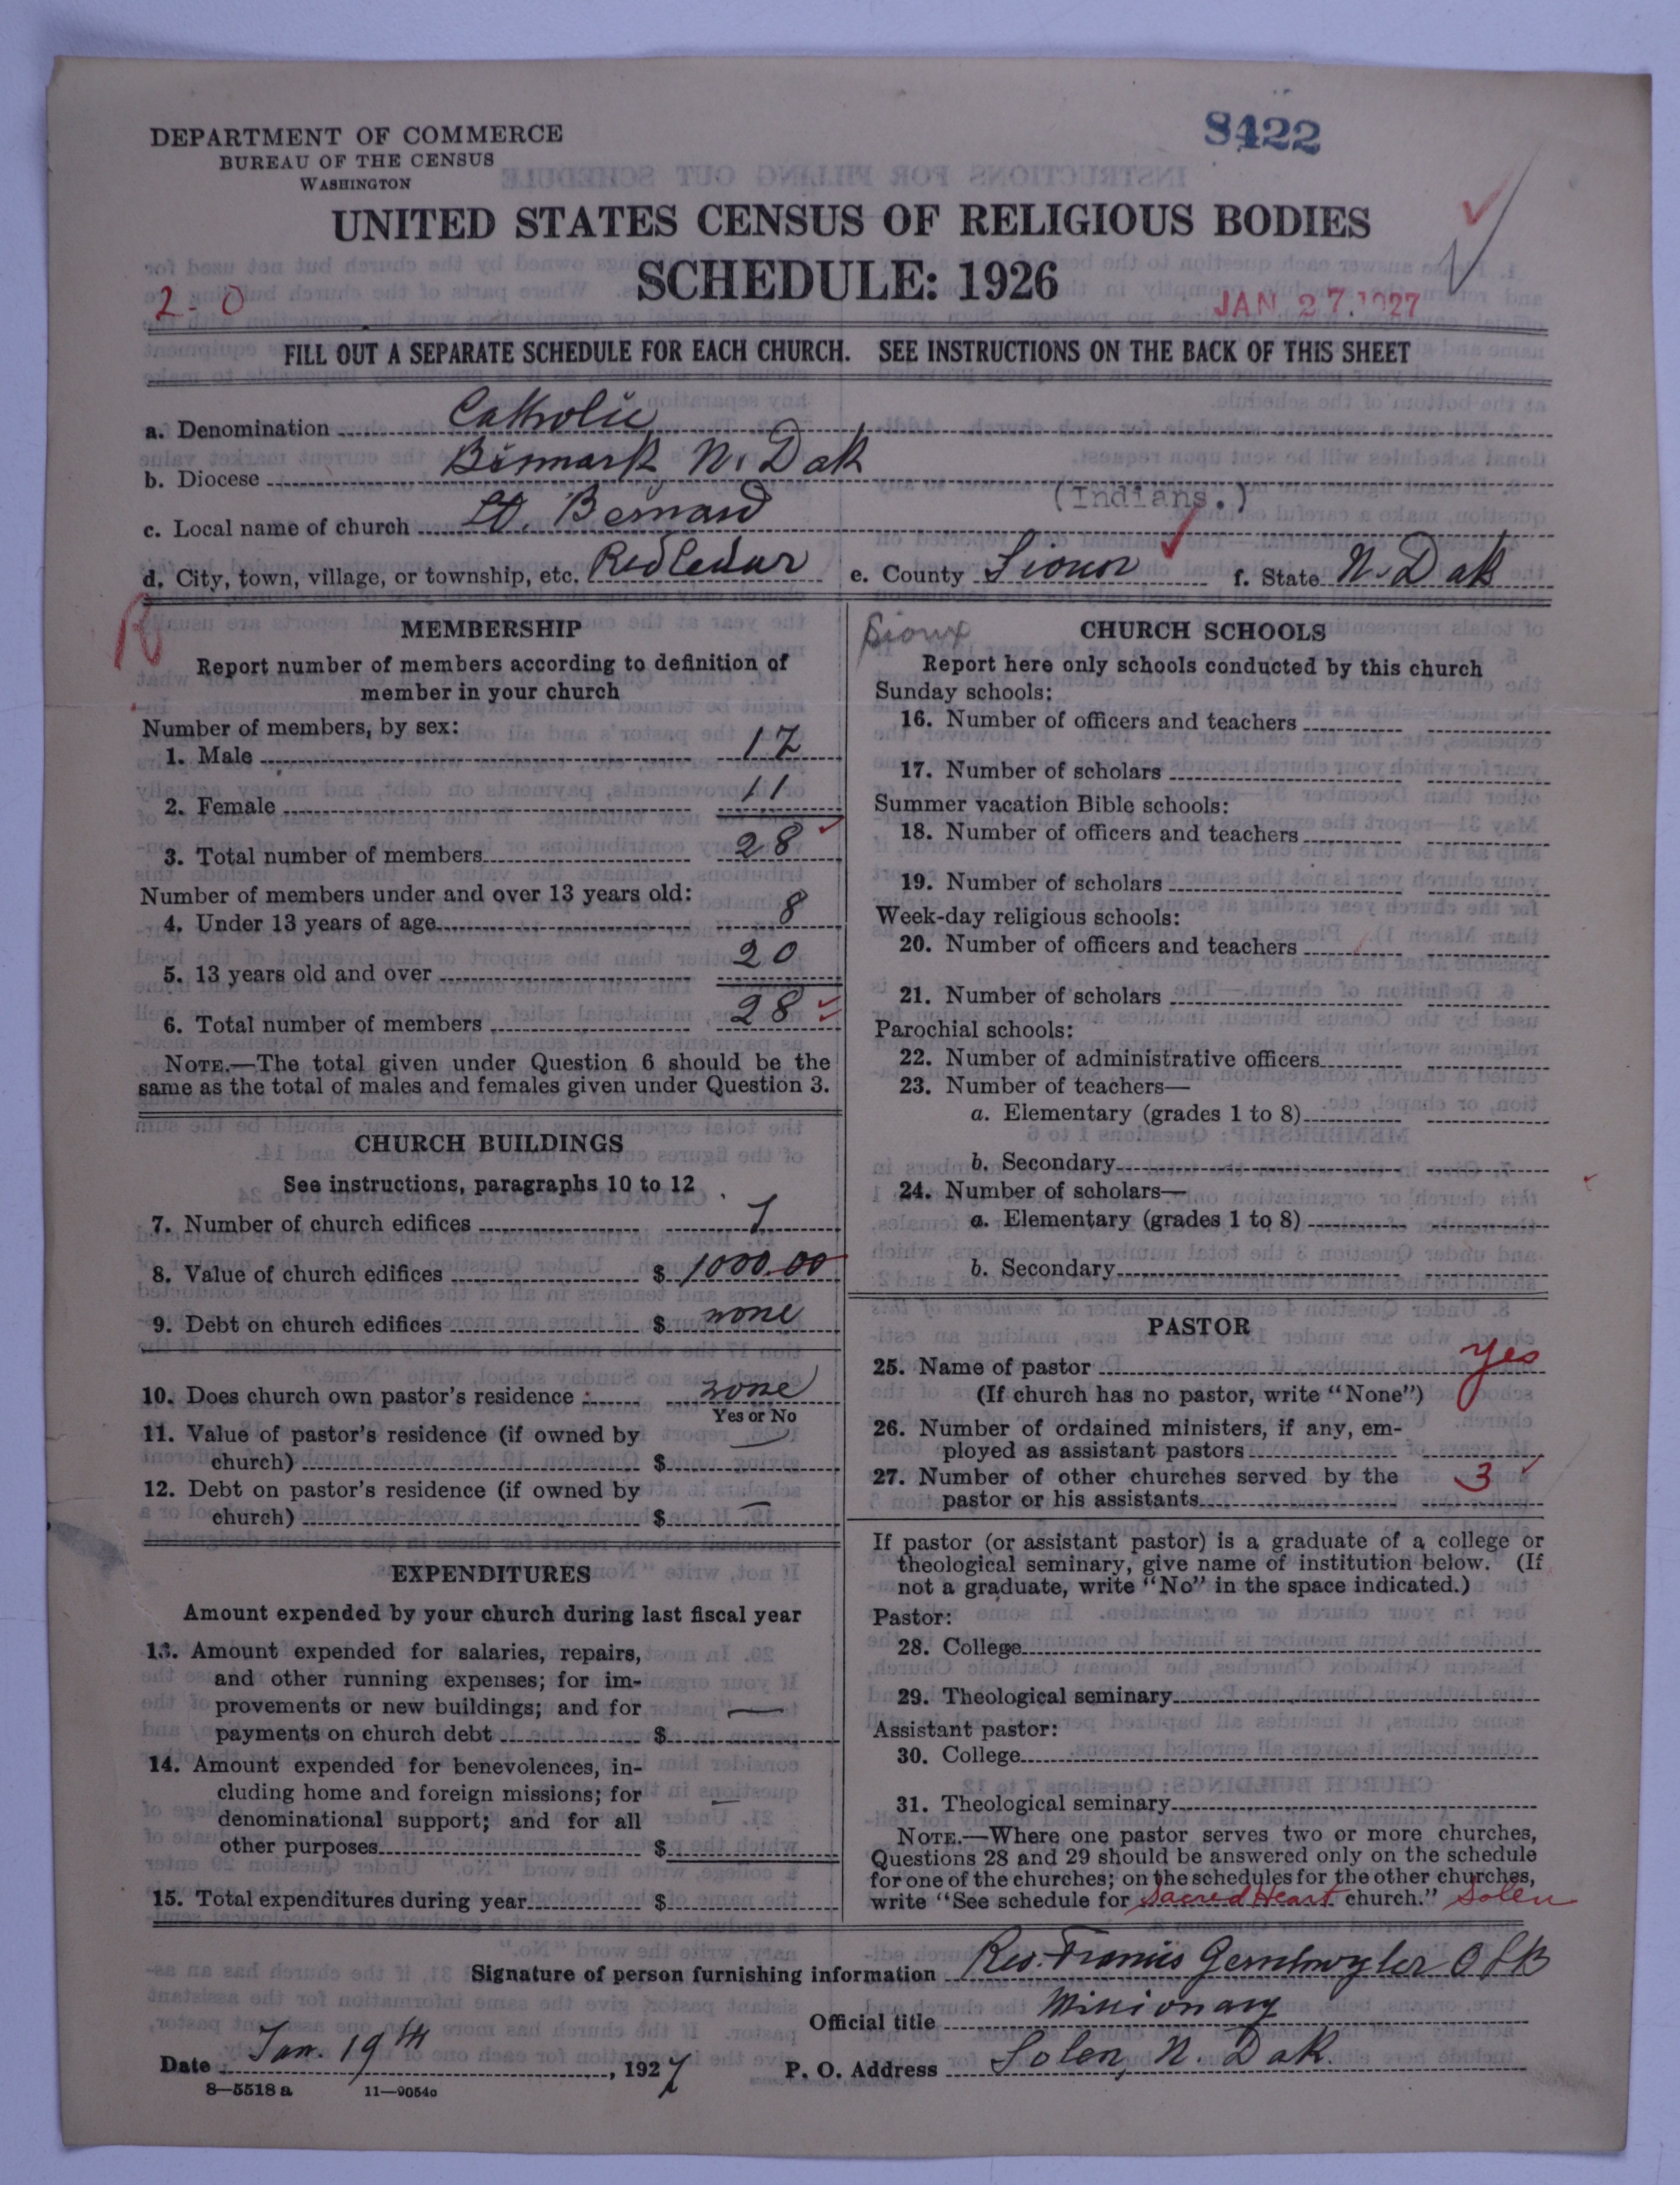 8422
DEPARTMENT OF COMMERCE
BUREAU OF THE CENSUS
WASHINGTON
UNITED STATES CENSUS OF RELIGIOUS BODIES
SCHEDULE: 1926
2-0
JAN 27. 1927
FILL OUT A SEPARATE SCHEDULE FOR EACH CHURCH. SEE INSTRUCTIONS ON THE BACK OF THIS SHEET
a. Denomination Catholic
b. Diocese Bismark N. Dak
(Indians.)
c. Local name of church St. Bernard
d. City, town, village, or township, etc. Red Cedar e. County Sioux f. State N. Dak
MEMBERSHIP
Report number of members according to definition of
member in your church
Number of members, by sex:
1. Male 17
2. Female 11
3. Total number of members 28
Number of members under and over 13 years old:
4. Under 13 years of age 8
5. 13 years old and over 20
6. Total number of members 28
NOTE.—The total given under Question 6 should be the
same as the total of males and females given under Question 3.
CHURCH BUILDINGS
See instructions, paragraphs 10 to 12
7. Number of church edifices 1
8. Value of church edifices $ 1000.00
9. Debt on church edifices $ none
10. Does church own pastor's residence none
Yes or No
11. Value of pastor's residence (if owned by
church) $ —
12. Debt on pastor's residence (if owned by
church) $ —
EXPENDITURES
Amount expended by your church during last fiscal year
13. Amount expended for salaries, repairs,
and other running expenses; for im-
provements or new buildings; and for
payments on church debt $ —
14. Amount expended for benevolences, in-
cluding home and foreign missions; for
denominational support; and for all
other purposes $ —
15. Total expenditures during year $
Sioux
CHURCH SCHOOLS
Report here only schools conducted by this church
Sunday schools:
16. Number of officers and teachers
17. Number of scholars
Summer vacation Bible schools:
18. Number of officers and teachers
19. Number of scholars
Week-day religious schools:
20. Number of officers and teachers
21. Number of scholars
Parochial schools:
22. Number of administrative officers
23. Number of teachers—
a. Elementary (grades 1 to 8)
b. Secondary
24. Number of scholars—
a. Elementary (grades 1 to 8)
b. Secondary
PASTOR
25. Name of pastor yes
(If church has no pastor, write "None")
26. Number of ordained ministers, if any, em-
ployed as assistant pastors
27. Number of other churches served by the
pastor or his assistants 3
If pastor (or assistant pastor) is a graduate of a college or
theological seminary, give name of institution below. (If
not a graduate, write "No" in the space indicated.)
Pastor:
28. College
29. Theological seminary
Assistant pastor:
30. College
31. Theological seminary
NOTE.—Where one pastor serves two or more churches,
Questions 28 and 29 should be answered only on the schedule
for one of the churches; on the schedules for the other churches,
write "See schedule for Sacred Heart church." Solen
Signature of person furnishing information Rev. Francis
Official title Missionary
Date Jan. 19th, 1927 P. O. Address Solen, N. Dak.
8—5518 a 11—9054c